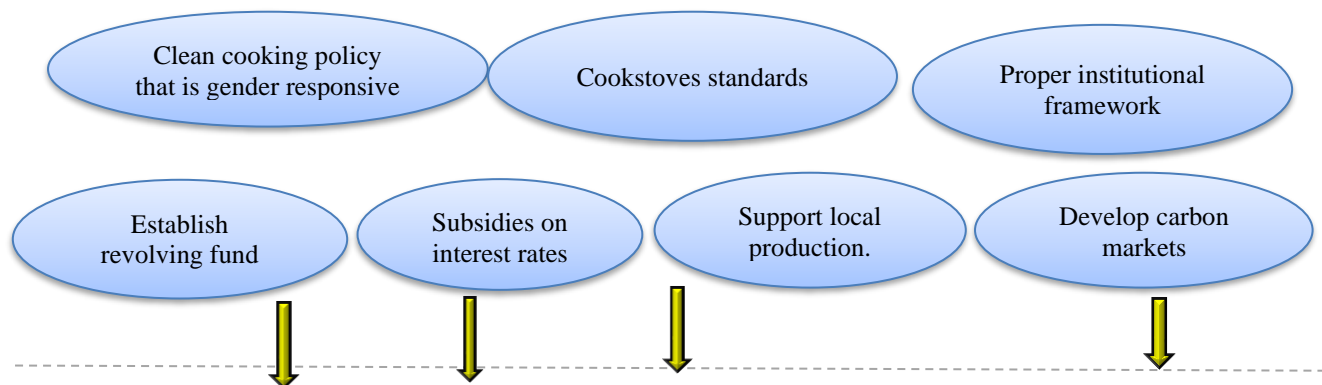 Clean cooking policy
that is gender responsive
Cookstoves standards
Proper institutional
framework
Establish
revolving fund
Subsidies on
interest rates
Support local
production.
Develop carbon
markets